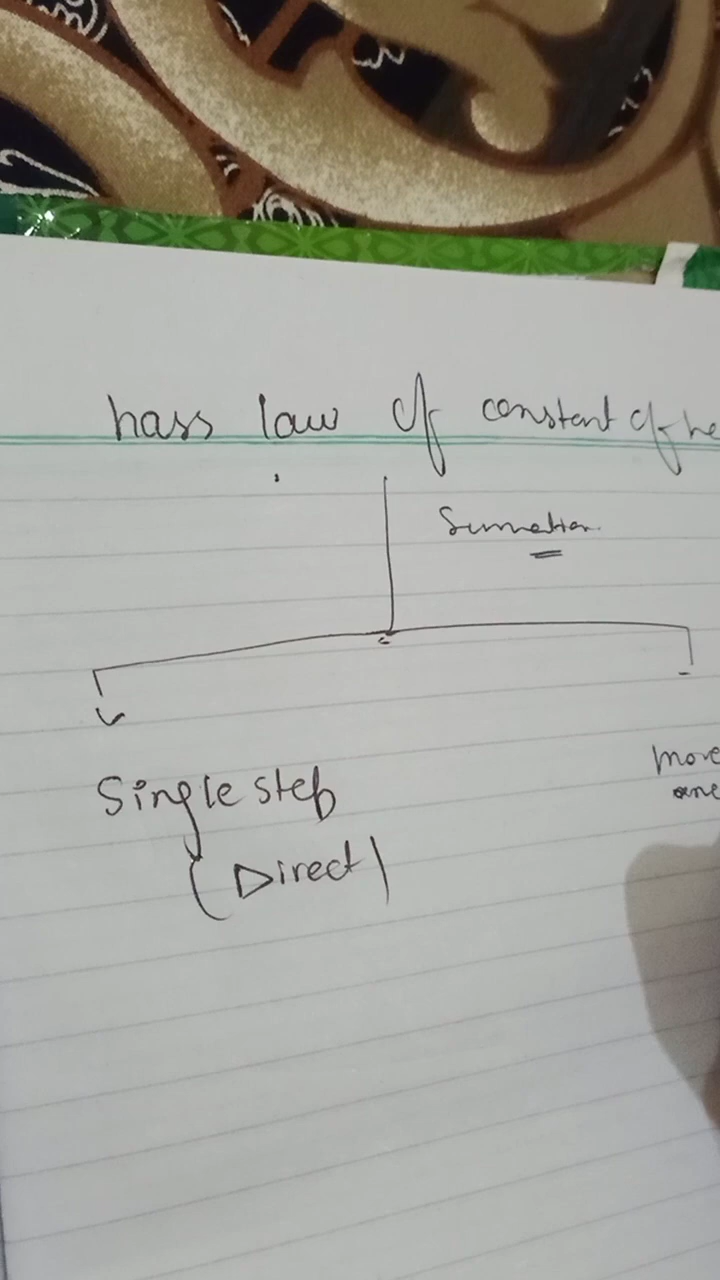 hass law of constant of he
Summation
Single step
(Direct)
more
one